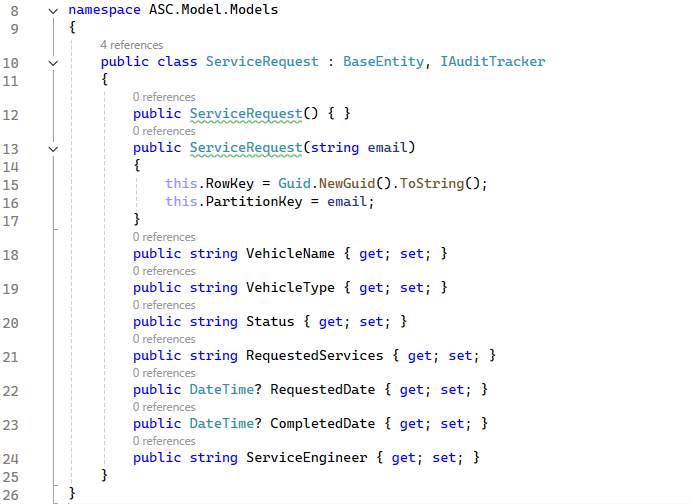 8 namespace ASC.Model.Models
9 {
4 references
10 public class ServiceRequest : BaseEntity, IAuditTracker
11 {
0 references
12 public ServiceRequest() { }
0 references
13 public ServiceRequest(string email)
14 {
15 this.RowKey = Guid.NewGuid().ToString();
16 this.PartitionKey = email;
17 }
0 references
18 public string VehicleName { get; set; }
0 references
19 public string VehicleType { get; set; }
0 references
20 public string Status { get; set; }
0 references
21 public string RequestedServices { get; set; }
0 references
22 public DateTime? RequestedDate { get; set; }
0 references
23 public DateTime? CompletedDate { get; set; }
0 references
24 public string ServiceEngineer { get; set; }
25 }
26 }